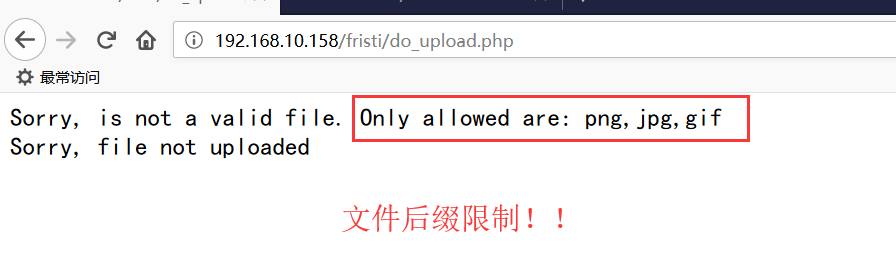 192.168.10.158/fristi/do_upload.php
最常访问
Sorry, is not a valid file. Only allowed are: png,jpg,gif
Sorry, file not uploaded
文件后缀限制！！